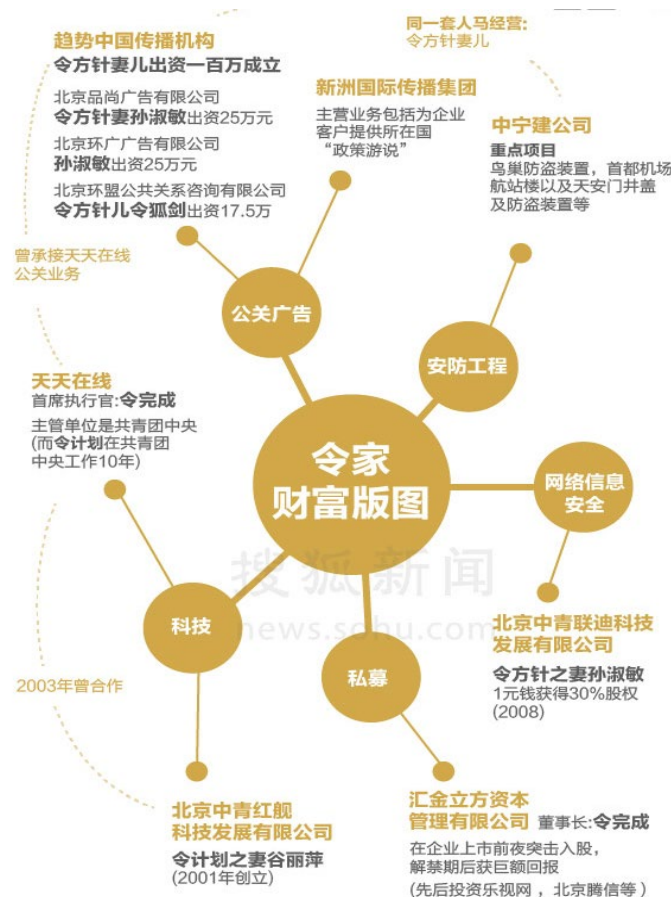 同一套人马经营:
令方针妻儿
趋势中国传播机构
令方针妻儿出资一百万成立
北京品尚广告有限公司
令方针妻孙淑敏出资25万元
北京环广广告有限公司
孙淑敏出资25万元
北京环盟公共关系咨询有限公司
令方针儿令狐剑出资17.5万
新洲国际传播集团
主营业务包括为企业
客户提供所在国
“政策游说”
中宁建公司
重点项目
鸟巢防盗装置，首都机场
航站楼以及天安门井盖
及防盗装置等
曾承接天天在线
公关业务
公关广告
安防工程
天天在线
首席执行官:令完成
主管单位是共青团中央
(而令计划在共青团
中央工作10年)
令家
财富版图
网络信息
安全
搜狐新闻
news.sohu.com
科技
私募
北京中青联迪科技
发展有限公司
令方针之妻孙淑敏
1元钱获得30%股权
(2008)
2003年曾合作
北京中青红舰
科技发展有限公司
令计划之妻谷丽萍
(2001年创立)
汇金立方资本
管理有限公司 董事长:令完成
在企业上市前夜突击入股，
解禁期后获巨额回报
(先后投资乐视网，北京腾信等)